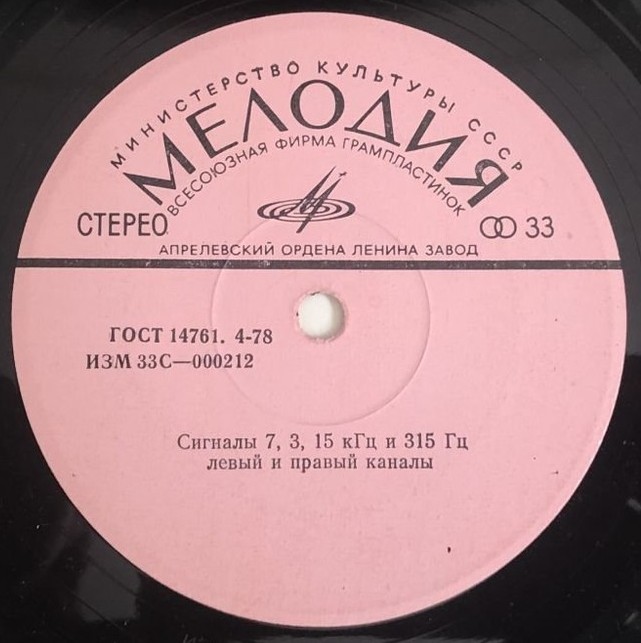 МИНИСТЕРСТВО КУЛЬТУРЫ СССР
МЕЛОДИЯ
ВСЕСОЮЗНАЯ ФИРМА ГРАМПЛАСТИНОК
СТЕРЕО
33
АПРЕЛЕВСКИЙ ОРДЕНА ЛЕНИНА ЗАВОД
ГОСТ 14761. 4-78
ИЗМ 33С—000212
Сигналы 7, 3, 15 кГц и 315 Гц
левый и правый каналы